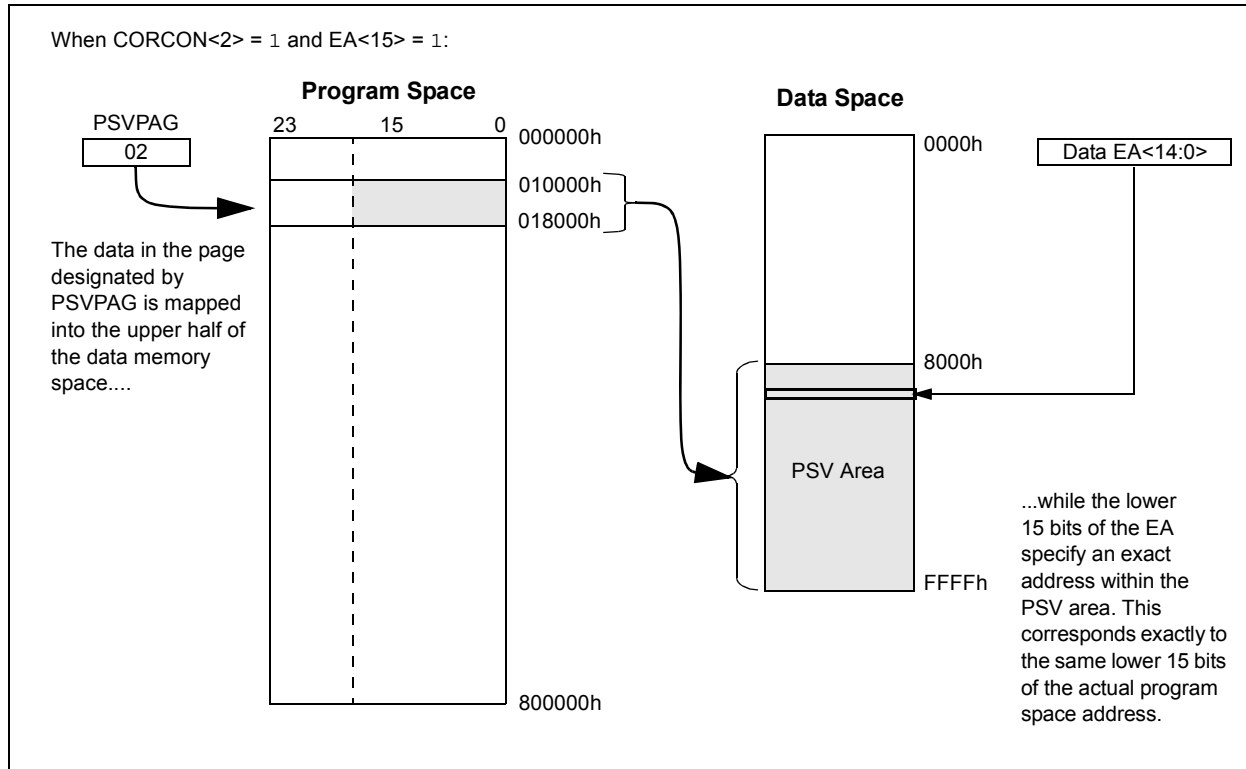 When CORCON<2> = 1 and EA<15> = 1:
Program Space
Data Space
PSVPAG
02
23 15 0
000000h
010000h
018000h
800000h
The data in the page
designated by
PSVPAG is mapped
into the upper half of
the data memory
space....
0000h
8000h
PSV Area
FFFFh
Data EA<14:0>
...while the lower
15 bits of the EA
specify an exact
address within the
PSV area. This
corresponds exactly to
the same lower 15 bits
of the actual program
space address.